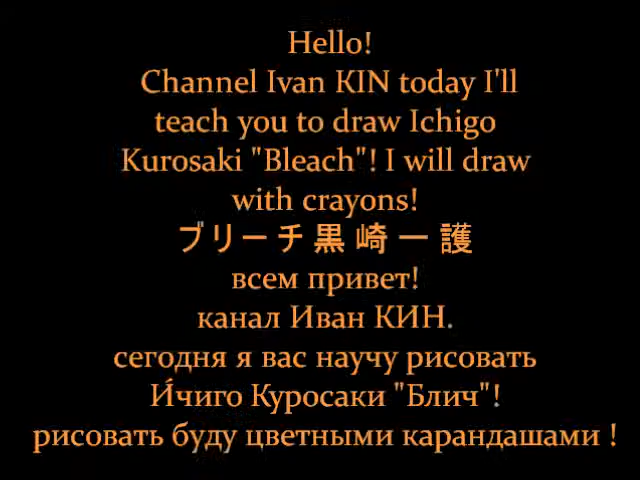 Hello!
Channel Ivan KIN today I'll
teach you to draw Ichigo
Kurosaki "Bleach"! I will draw
with crayons!
ブリーチ黒崎一護
всем привет!
канал Иван КИН.
сегодня я вас научу рисовать
И́чиго Куросаки "Блич"!
рисовать буду цветными карандашами !